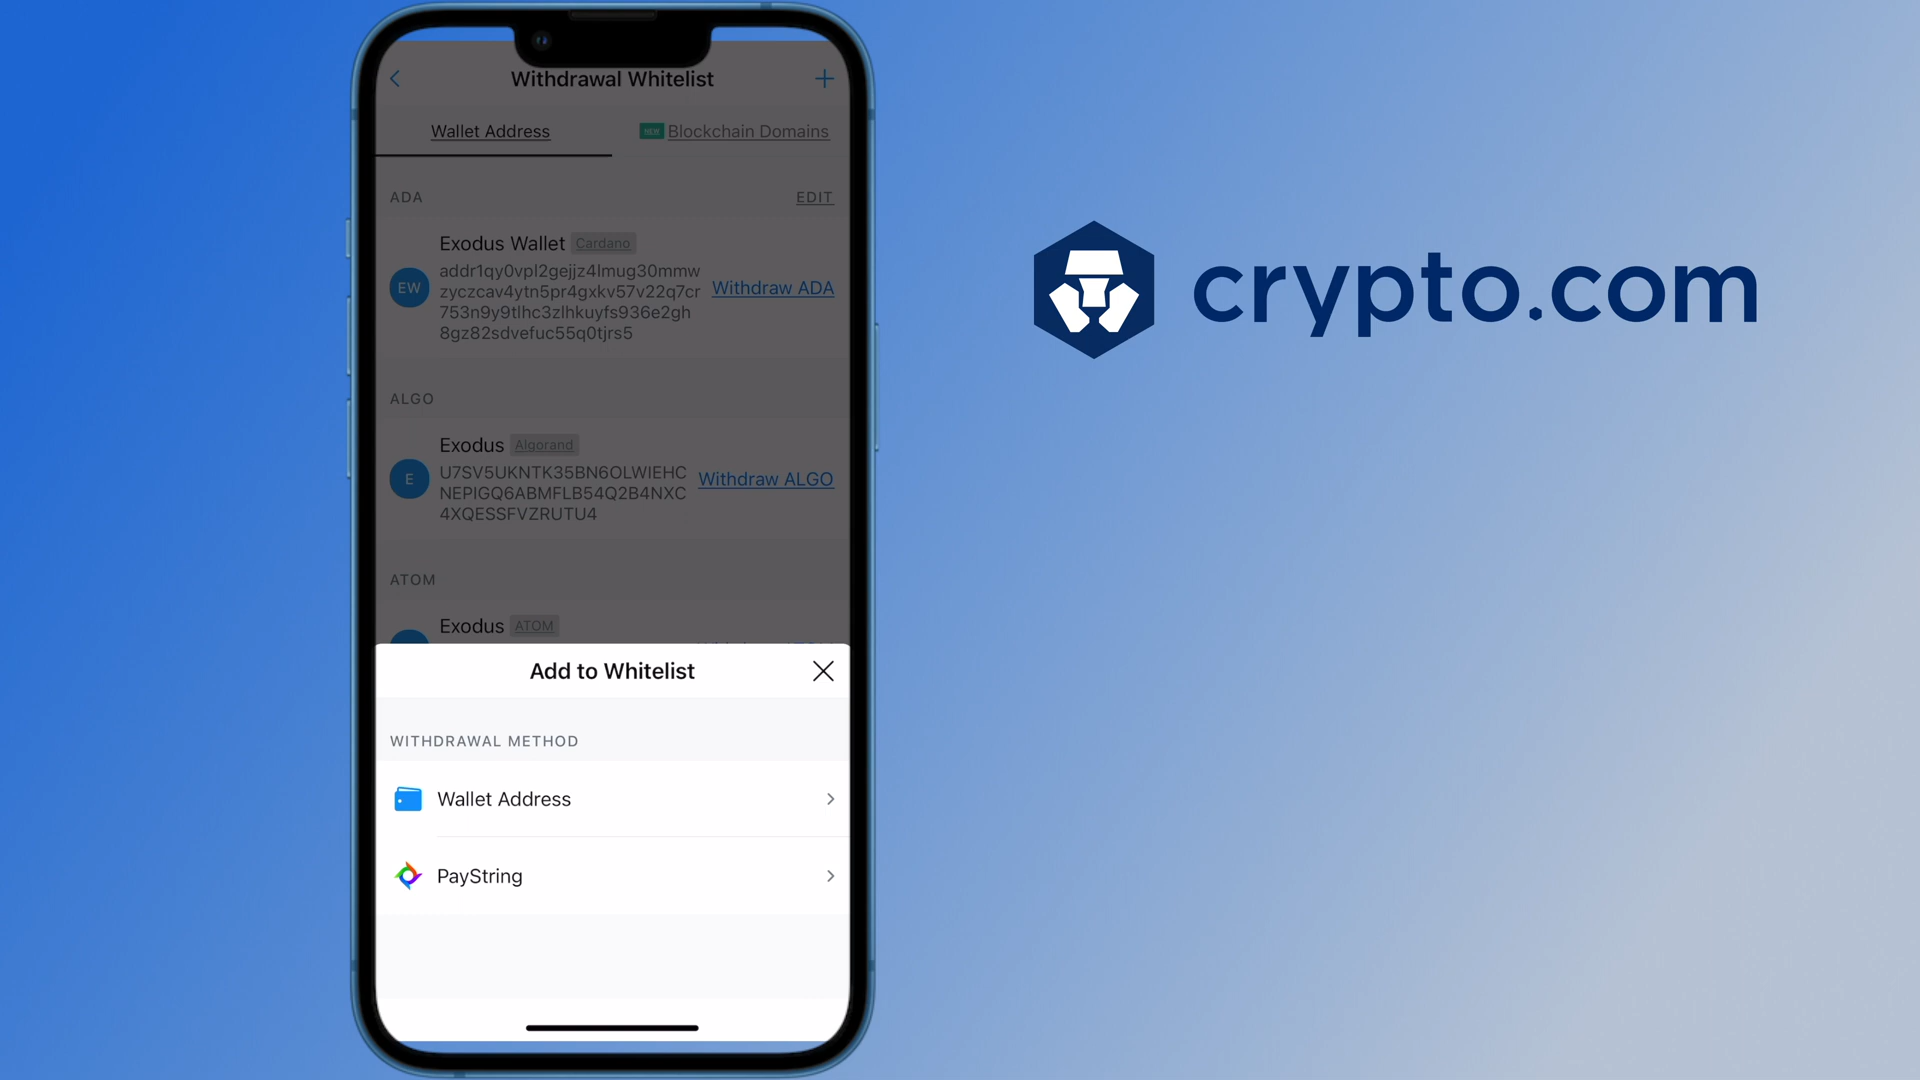 Withdrawal Whitelist
Wallet Address
NEW Blockchain Domains
ADA
EDIT
Exodus Wallet Cardano
EW
addr1qy0vpl2gejjz4lmug30mmw
zyczcav4ytn5pr4gxkv57v22q7cr
753n9y9tlhc3zlhkuyfs936e2gh
8gz82sdvefuc55q0tjrs5
Withdraw ADA
ALGO
Exodus Algorand
E
U7SV5UKNTK35BN6OLWIEHC
NEPIGQ6ABMFLB54Q2B4NXC
4XQESSFVZRUTU4
Withdraw ALGO
ATOM
Exodus ATOM
Add to Whitelist
WITHDRAWAL METHOD
Wallet Address
PayString
crypto.com